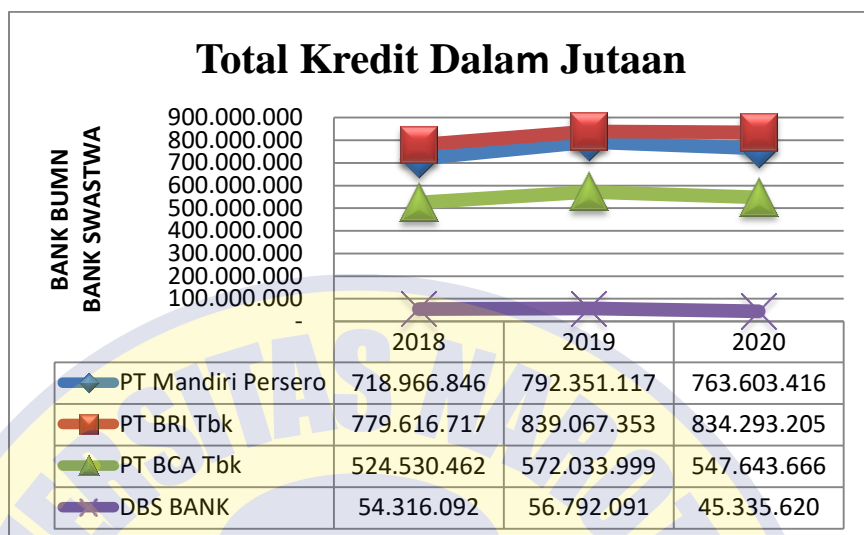 Total Kredit Dalam Jutaan
BANK BUMN
BANK SWASTWA
900.000.000
800.000.000
700.000.000
600.000.000
500.000.000
400.000.000
300.000.000
200.000.000
100.000.000
-
2018 2019 2020
PT Mandiri Persero 718.966.846 792.351.117 763.603.416
PT BRI Tbk 779.616.717 839.067.353 834.293.205
PT BCA Tbk 524.530.462 572.033.999 547.643.666
DBS BANK 54.316.092 56.792.091 45.335.620